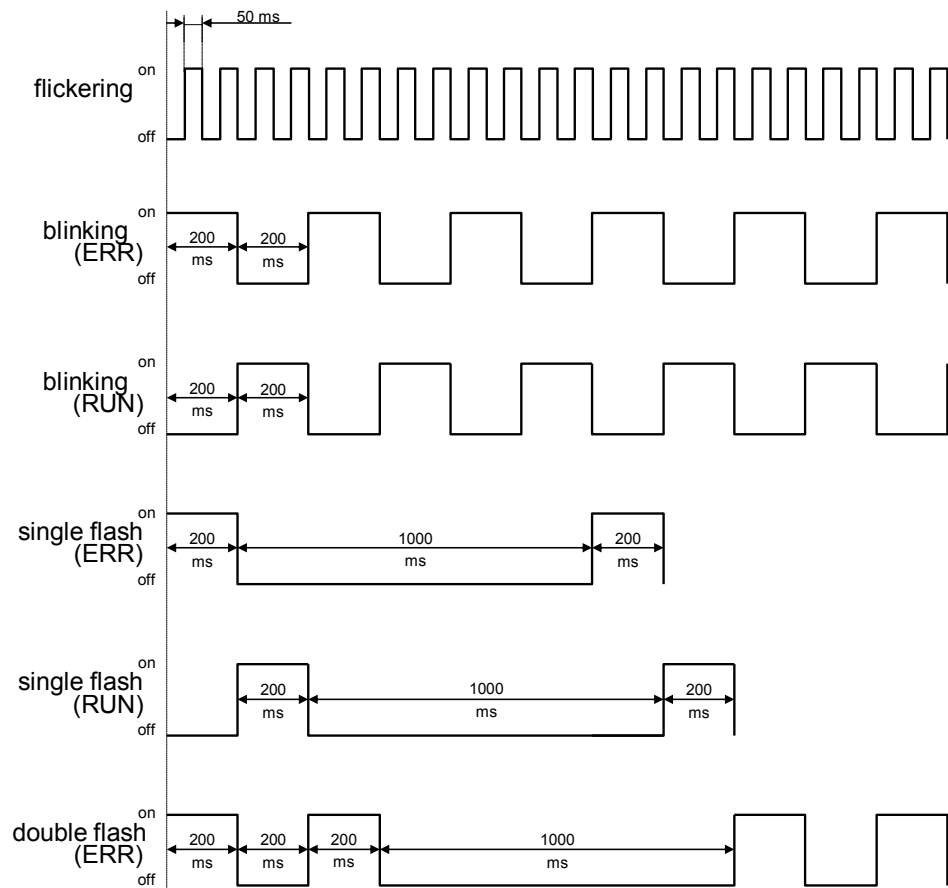 50 ms
on
flickering
off
on
blinking
(ERR)
200
ms
200
ms
off
on
blinking
(RUN)
200
ms
200
ms
off
on
single flash
(ERR)
200
ms
1000
ms
200
ms
off
on
single flash
(RUN)
200
ms
1000
ms
200
ms
off
on
double flash
(ERR)
200
ms
200
ms
200
ms
1000
ms
off